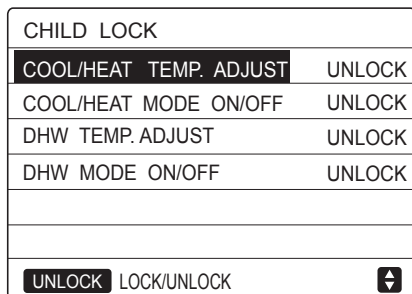 CHILD LOCK
COOL/HEAT TEMP. ADJUST UNLOCK
COOL/HEAT MODE ON/OFF UNLOCK
DHW TEMP. ADJUST UNLOCK
DHW MODE ON/OFF UNLOCK
UNLOCK LOCK/UNLOCK